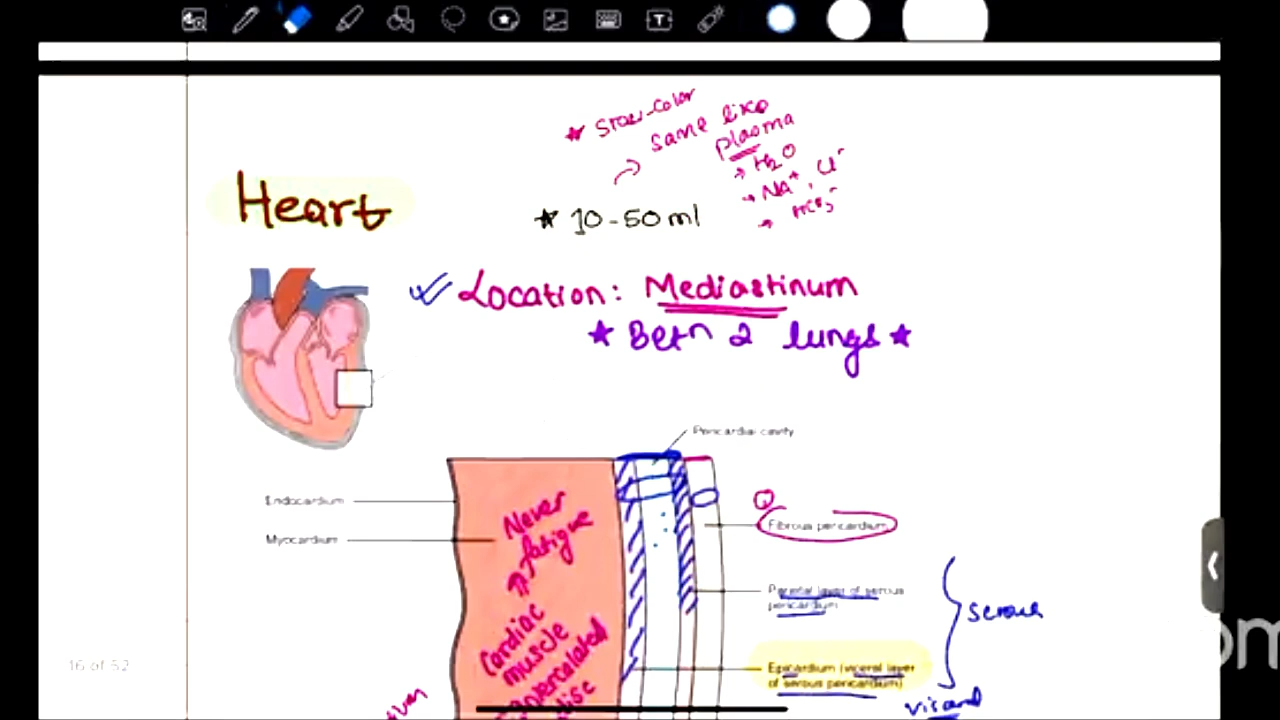 ★ Straw-Color
same like
plasma
→ H2O
→ Na+, Cl-
→ HCO3-
Heart
★ 10-50 ml
Location: Mediastinum
★ Betn 2 lungs ★
Pericardial cavity
Endocardium
Never
fatigue
Q
Fibrous pericardium
Myocardium
Parietal layer of serous
pericardium
serous
Cardiac
muscle
Intercalated
disc
16 of 52
Epicardium (visceral layer
of serous pericardium)
T
om